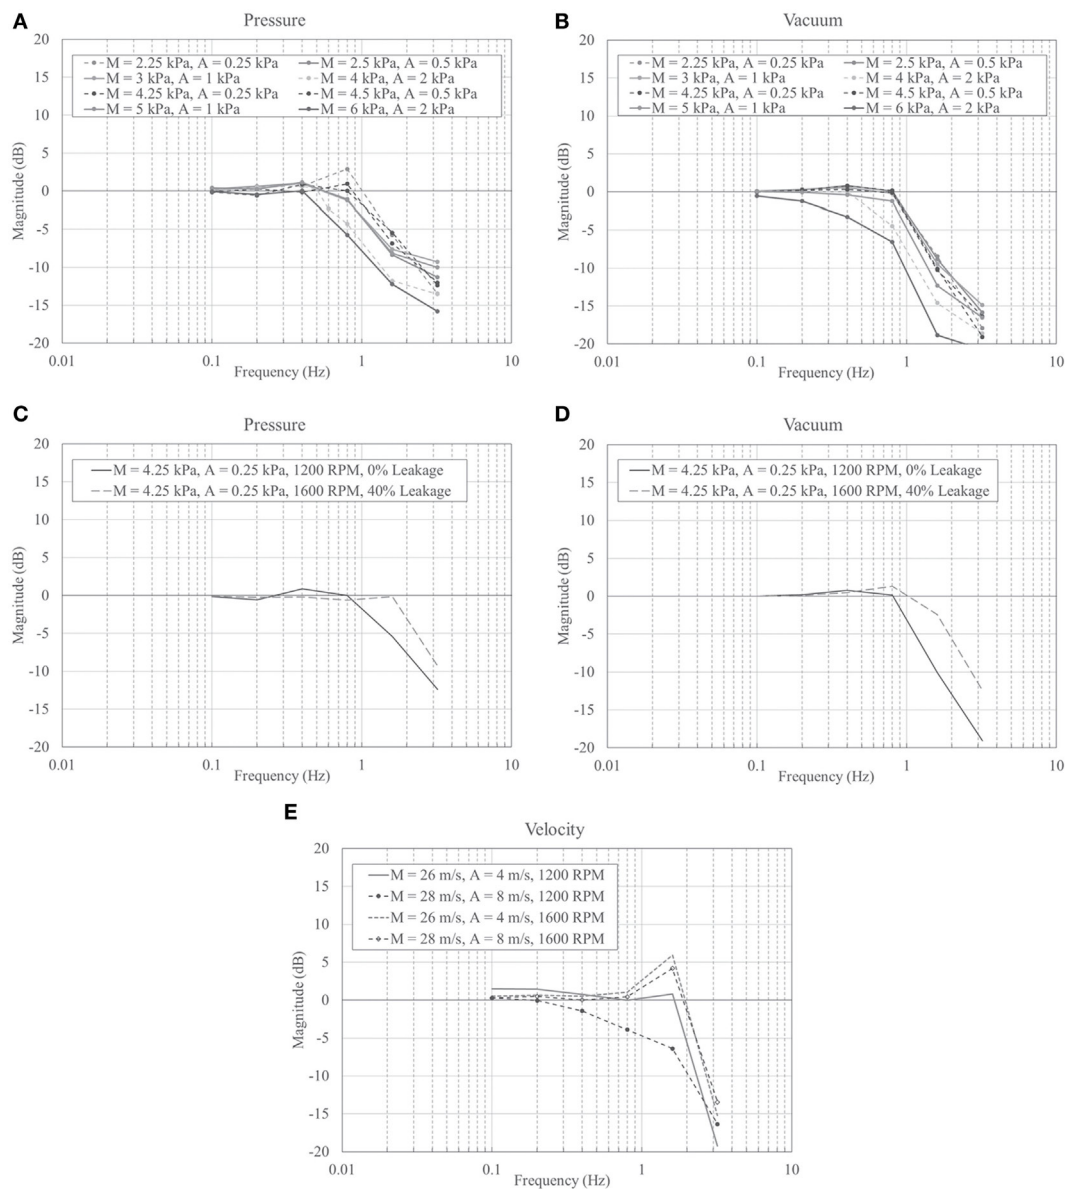 A
Pressure
20
15
10
5
0
-5
-10
-15
-20
Magnitude (dB)
M = 2.25 kPa, A = 0.25 kPa
M = 2.5 kPa, A = 0.5 kPa
M = 3 kPa, A = 1 kPa
M = 4 kPa, A = 2 kPa
M = 4.25 kPa, A = 0.25 kPa
M = 4.5 kPa, A = 0.5 kPa
M = 5 kPa, A = 1 kPa
M = 6 kPa, A = 2 kPa
0.01
0.1
1
10
Frequency (Hz)
B
Vacuum
20
15
10
5
0
-5
-10
-15
-20
Magnitude (dB)
M = 2.25 kPa, A = 0.25 kPa
M = 2.5 kPa, A = 0.5 kPa
M = 3 kPa, A = 1 kPa
M = 4 kPa, A = 2 kPa
M = 4.25 kPa, A = 0.25 kPa
M = 4.5 kPa, A = 0.5 kPa
M = 5 kPa, A = 1 kPa
M = 6 kPa, A = 2 kPa
0.01
0.1
1
10
Frequency (Hz)
C
Pressure
20
15
10
5
0
-5
-10
-15
-20
Magnitude (dB)
M = 4.25 kPa, A = 0.25 kPa, 1200 RPM, 0% Leakage
M = 4.25 kPa, A = 0.25 kPa, 1600 RPM, 40% Leakage
0.01
0.1
1
10
Frequency (Hz)
D
Vacuum
20
15
10
5
0
-5
-10
-15
-20
Magnitude (dB)
M = 4.25 kPa, A = 0.25 kPa, 1200 RPM, 0% Leakage
M = 4.25 kPa, A = 0.25 kPa, 1600 RPM, 40% Leakage
0.01
0.1
1
10
Frequency (Hz)
E
Velocity
20
15
10
5
0
-5
-10
-15
-20
Magnitude (dB)
M = 26 m/s, A = 4 m/s, 1200 RPM
M = 28 m/s, A = 8 m/s, 1200 RPM
M = 26 m/s, A = 4 m/s, 1600 RPM
M = 28 m/s, A = 8 m/s, 1600 RPM
0.01
0.1
1
10
Frequency (Hz)